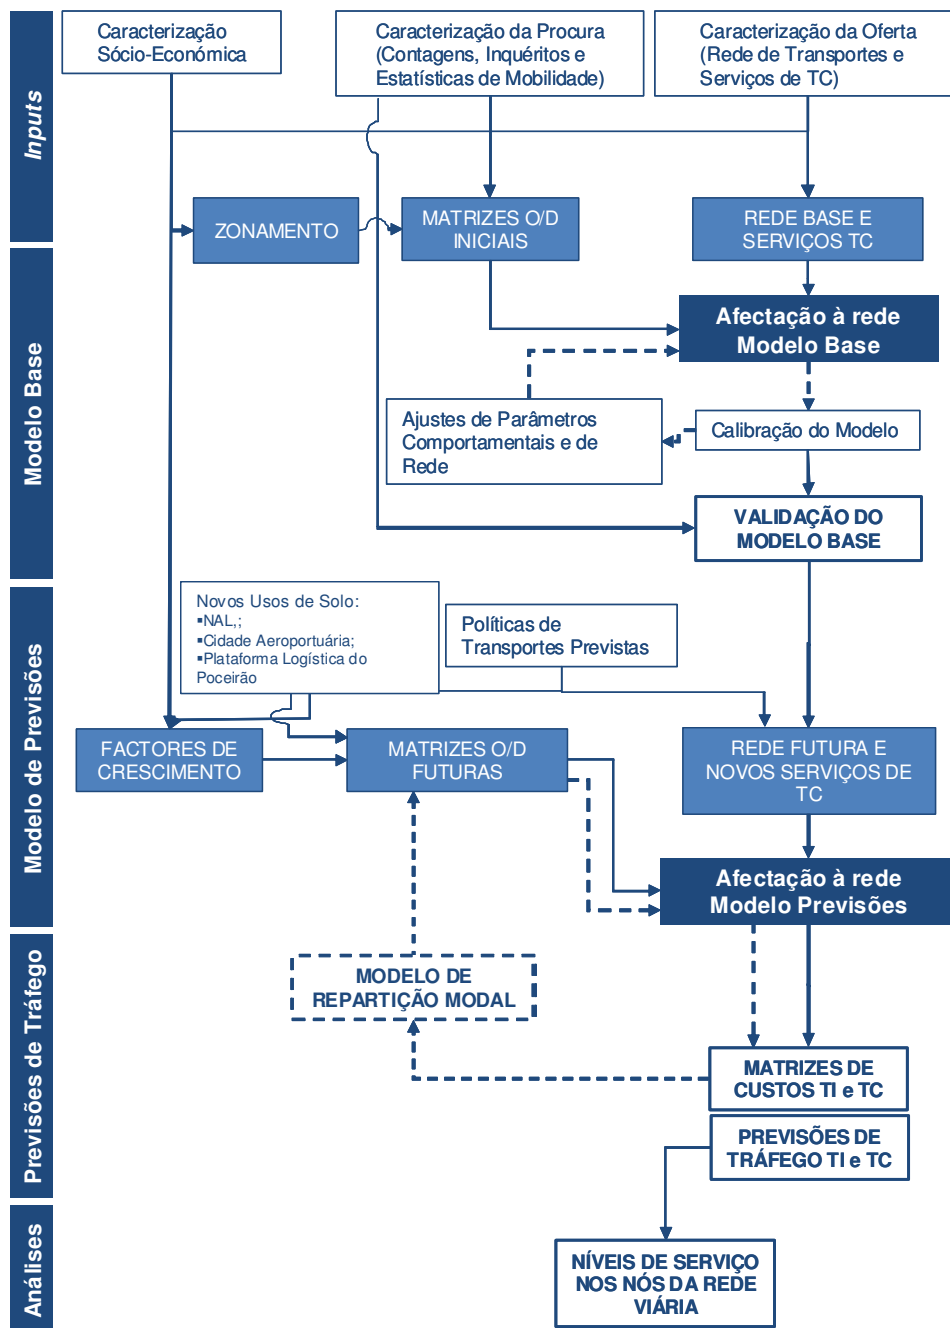 Inputs
Caracterização
Sócio-Económica
Caracterização da Procura
(Contagens, Inquéritos e
Estatísticas de Mobilidade)
Caracterização da Oferta
(Rede de Transportes e
Serviços de TC)
ZONAMENTO
MATRIZES O/D
INICIAIS
REDE BASE E
SERVIÇOS TC
Modelo Base
Afectação à rede
Modelo Base
Ajustes de Parâmetros
Comportamentais e de
Rede
Calibração do Modelo
VALIDAÇÃO DO
MODELO BASE
Modelo de Previsões
Novos Usos de Solo:
▪NAL,;
▪Cidade Aeroportuária;
▪Plataforma Logística do
Poceirão
Políticas de
Transportes Previstas
FACTORES DE
CRESCIMENTO
MATRIZES O/D
FUTURAS
REDE FUTURA E
NOVOS SERVIÇOS DE
TC
Afectação à rede
Modelo Previsões
Previsões de Tráfego
MODELO DE
REPARTIÇÃO MODAL
MATRIZES DE
CUSTOS TI e TC
PREVISÕES DE
TRÁFEGO TI e TC
Análises
NÍVEIS DE SERVIÇO
NOS NÓS DA REDE
VIÁRIA